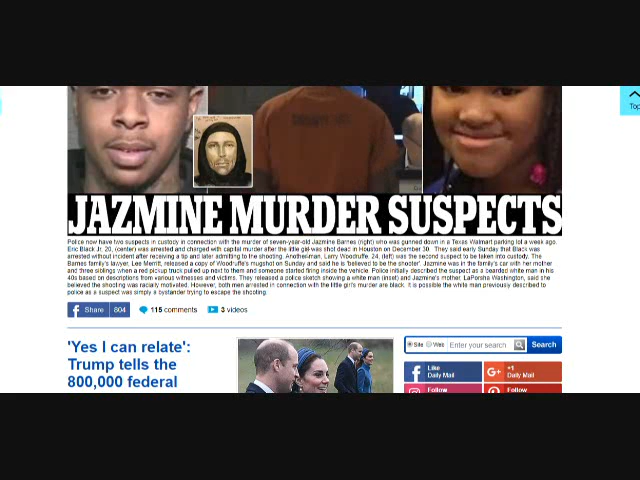 Top
JAZMINE MURDER SUSPECTS
Police now have two suspects in custody in connection with the murder of seven-year-old Jazmine Barnes (right) who was gunned down in a Texas Walmart parking lot a week ago.
Eric Black Jr. 20, (center) was arrested and charged with capital murder after the little girl was shot dead in Houston on December 30. They said early Sunday that Black was
arrested without incident after receiving a tip and later admitting to the shooting. Another man, Larry Woodruffe, 24, (left) was the second suspect to be taken into custody. The
Barnes family's lawyer, Lee Merritt, released a copy of Woodruffe's mugshot on Sunday and said he is 'believed to be the shooter'. Jazmine was in the family's car with her mother
and three siblings when a red pickup truck pulled up next to them and someone started firing inside the vehicle. Police initially described the suspect as a bearded white man in his
40s based on descriptions from various witnesses and victims. They released a police sketch showing a white man (inset) and Jazmine's mother, LaPorsha Washington, said she
believed the shooting was racially motivated. However, both men arrested in connection with the little girl's murder are black. It is possible the white man previously described to
police as a suspect was simply a bystander trying to escape the shooting.
Share 804 115 comments 3 videos
'Yes I can relate':
Trump tells the
800,000 federal
Site Web Enter your search Search
Like
Daily Mail
+1
Daily Mail
Follow
Follow